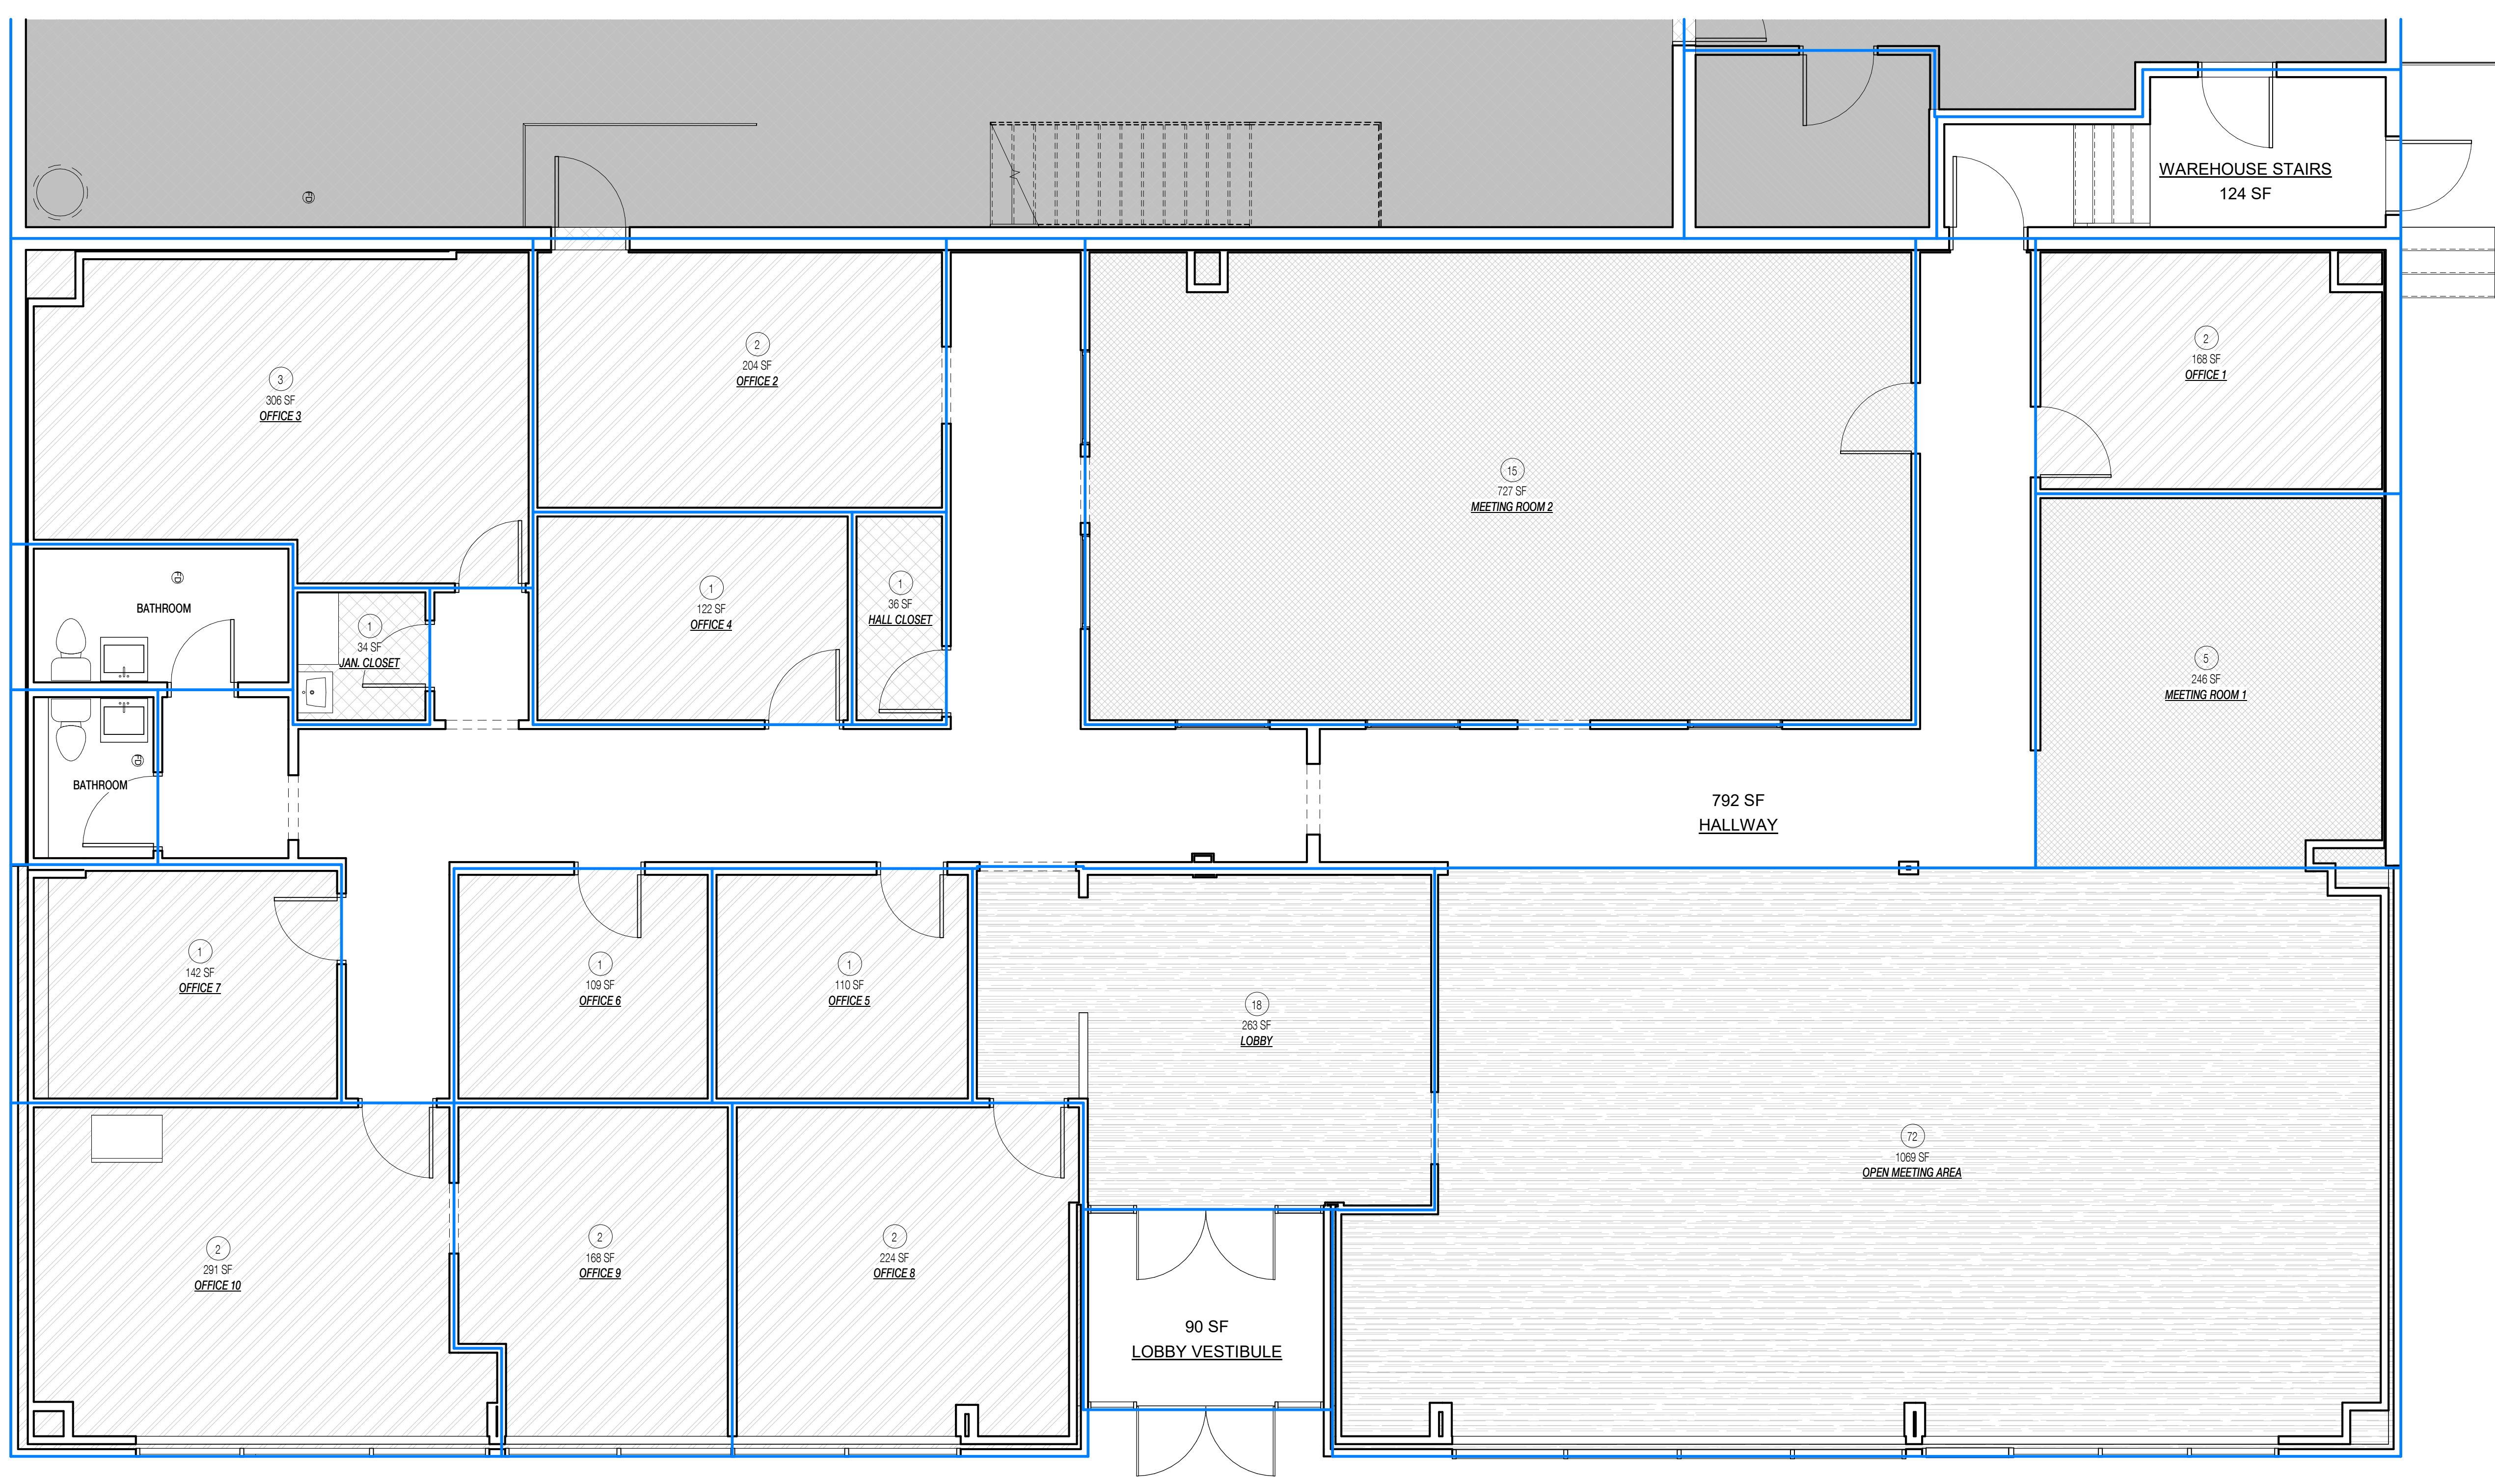 FD
WAREHOUSE STAIRS
124 SF
2
204 SF
OFFICE 2
2
168 SF
OFFICE 1
3
306 SF
OFFICE 3
15
727 SF
MEETING ROOM 2
FD
BATHROOM
1
34 SF
JAN. CLOSET
1
122 SF
OFFICE 4
1
36 SF
HALL CLOSET
5
246 SF
MEETING ROOM 1
FD
BATHROOM
792 SF
HALLWAY
1
142 SF
OFFICE 7
1
109 SF
OFFICE 6
1
110 SF
OFFICE 5
18
263 SF
LOBBY
72
1069 SF
OPEN MEETING AREA
2
291 SF
OFFICE 10
2
168 SF
OFFICE 9
2
224 SF
OFFICE 8
90 SF
LOBBY VESTIBULE